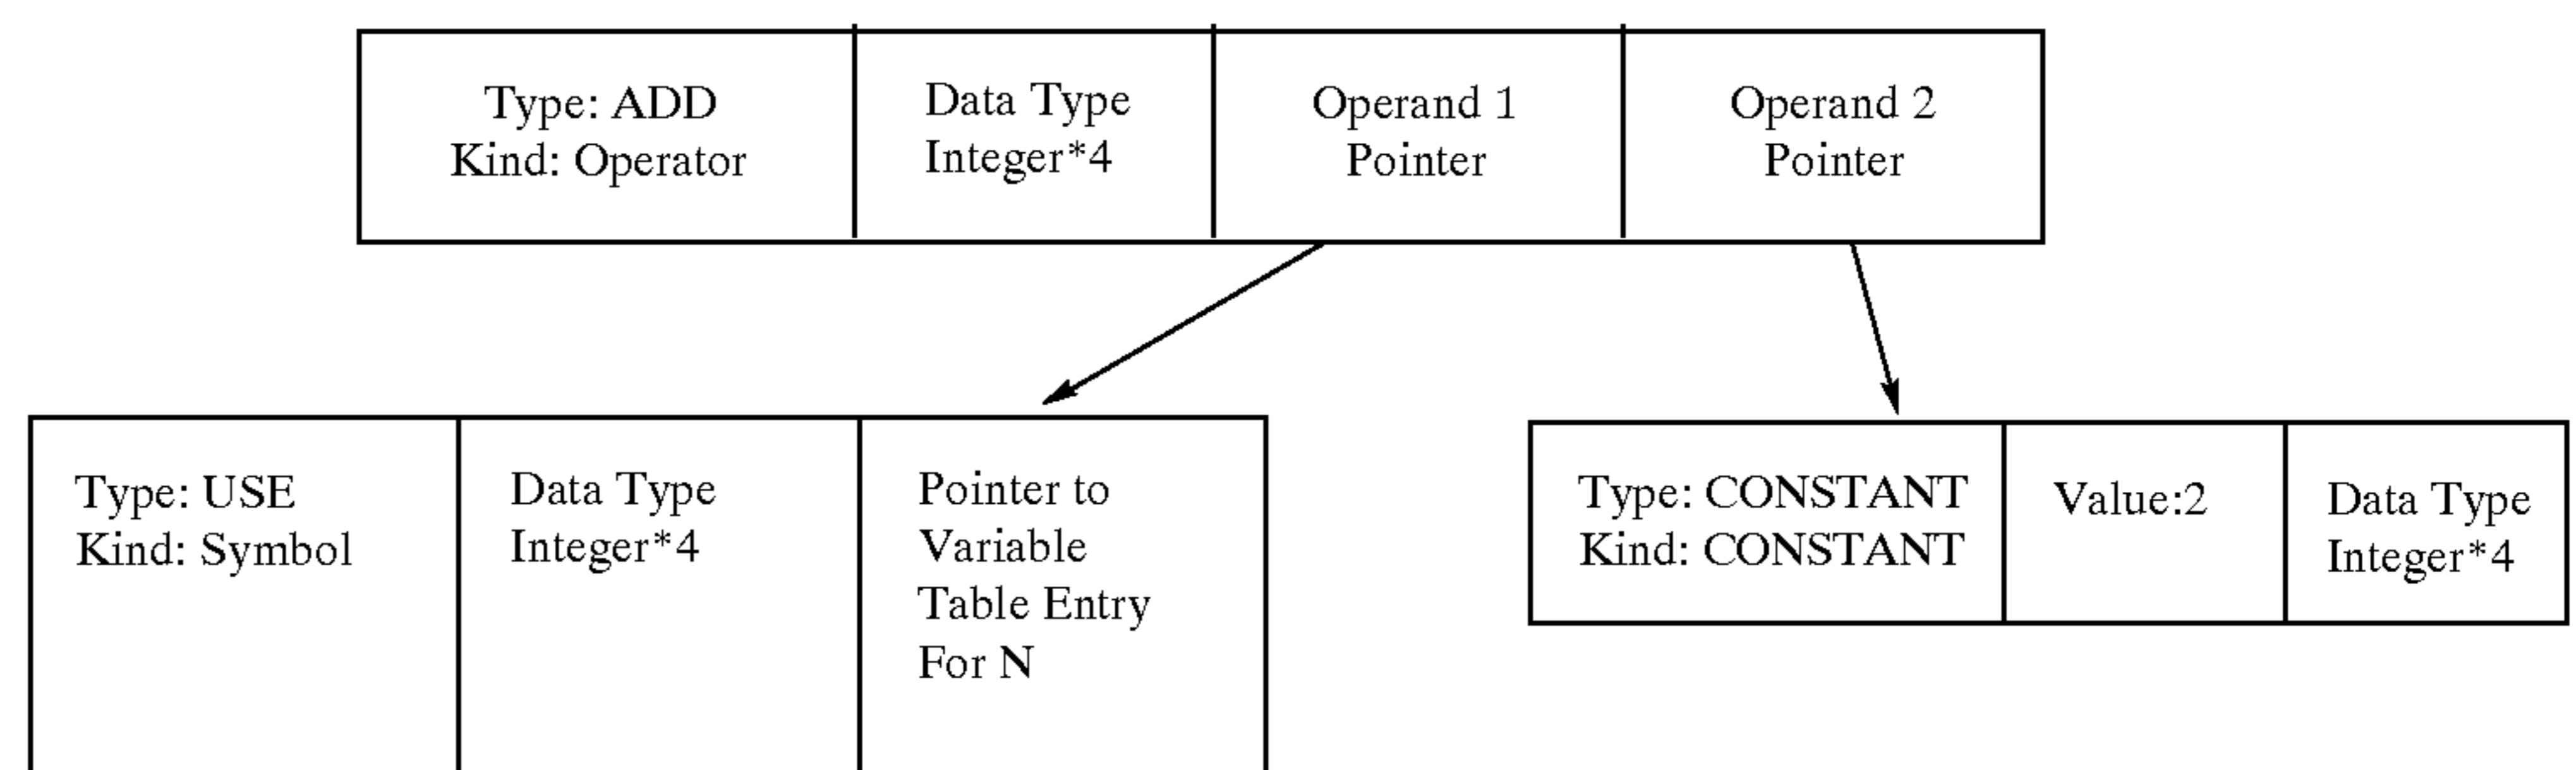 Type: ADD
Kind: Operator
Data Type
Integer*4
Operand 1
Pointer
Operand 2
Pointer
Type: USE
Kind: Symbol
Data Type
Integer*4
Pointer to
Variable
Table Entry
For N
Type: CONSTANT
Kind: CONSTANT
Value:2
Data Type
Integer*4